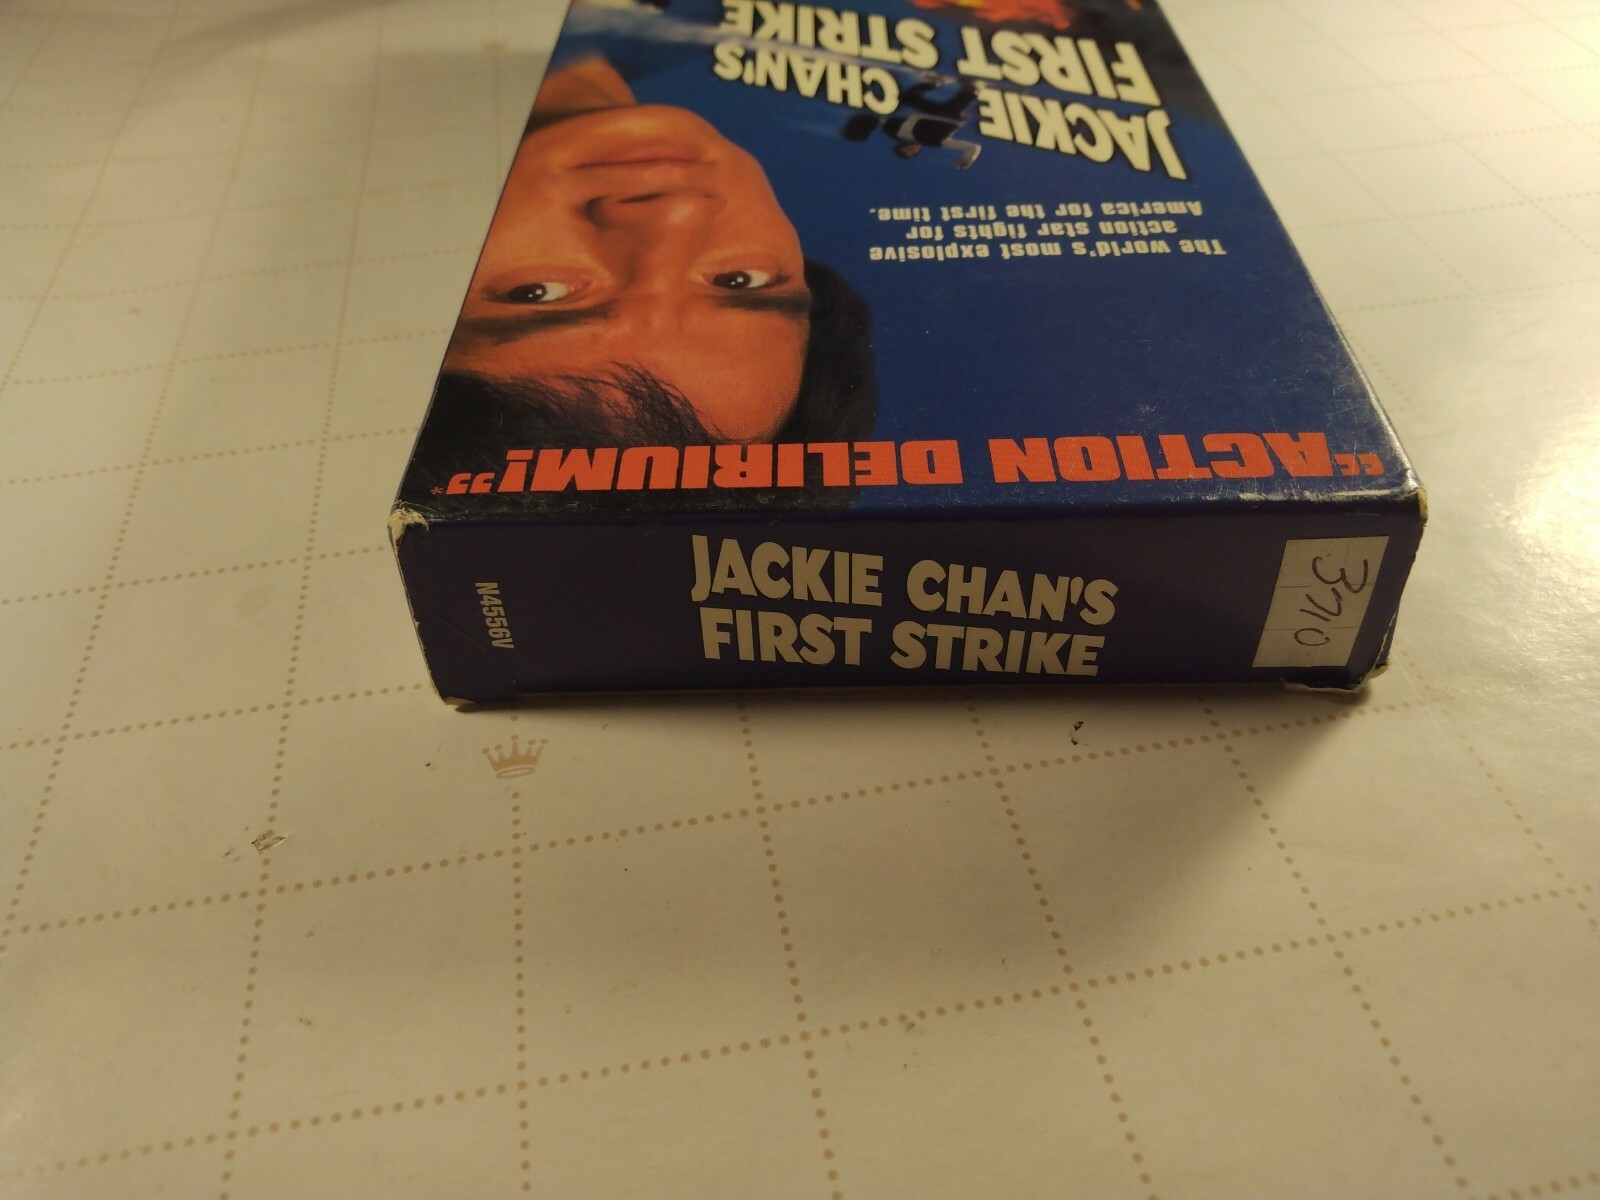 "ACTION DELIRIUM!"*
The world's most explosive
action star fights for
America for the first time.
JACKIE CHAN'S
FIRST STRIKE
JACKIE CHAN'S
FIRST STRIKE
N4556V
3710